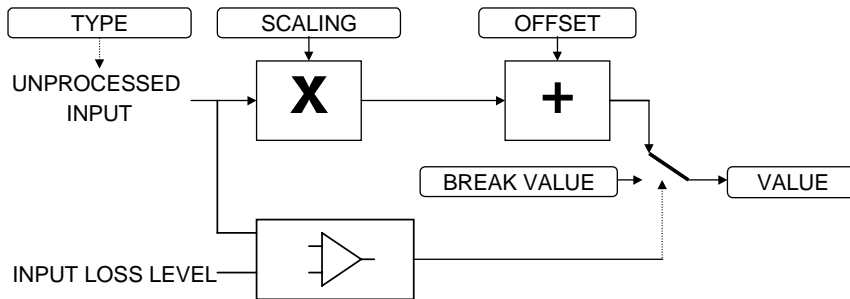 TYPE
SCALING
OFFSET
UNPROCESSED
INPUT
X
+
BREAK VALUE
VALUE
INPUT LOSS LEVEL